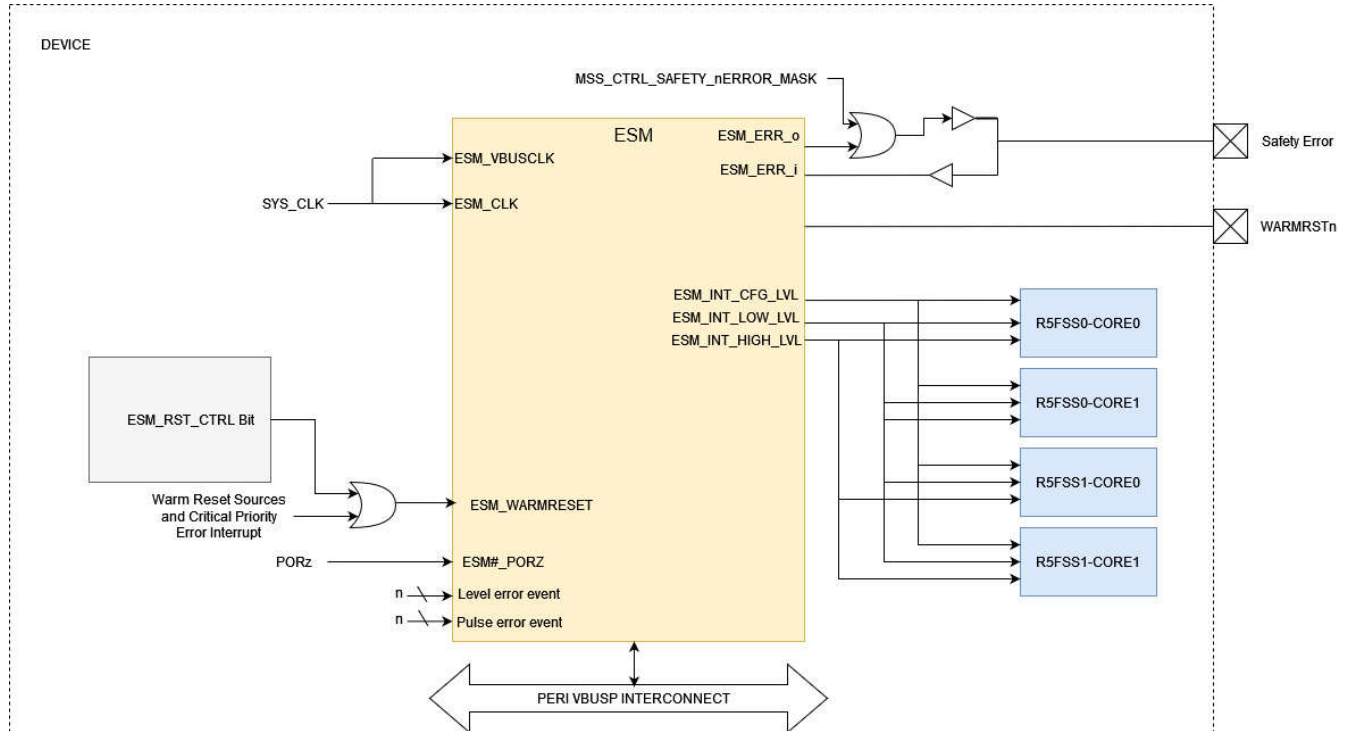 DEVICE
MSS_CTRL_SAFETY_nERROR_MASK
ESM
ESM_ERR_o
Safety Error
ESM_VBUSCLK
ESM_ERR_i
SYS_CLK
ESM_CLK
WARMRSTn
ESM_INT_CFG_LVL
ESM_INT_LOW_LVL
ESM_INT_HIGH_LVL
R5FSS0-CORE0
R5FSS0-CORE1
ESM_RST_CTRL Bit
R5FSS1-CORE0
Warm Reset Sources
and Critical Priority
Error Interrupt
ESM_WARMRESET
PORz
ESM#_PORZ
R5FSS1-CORE1
n
Level error event
n
Pulse error event
PERI VBUSP INTERCONNECT